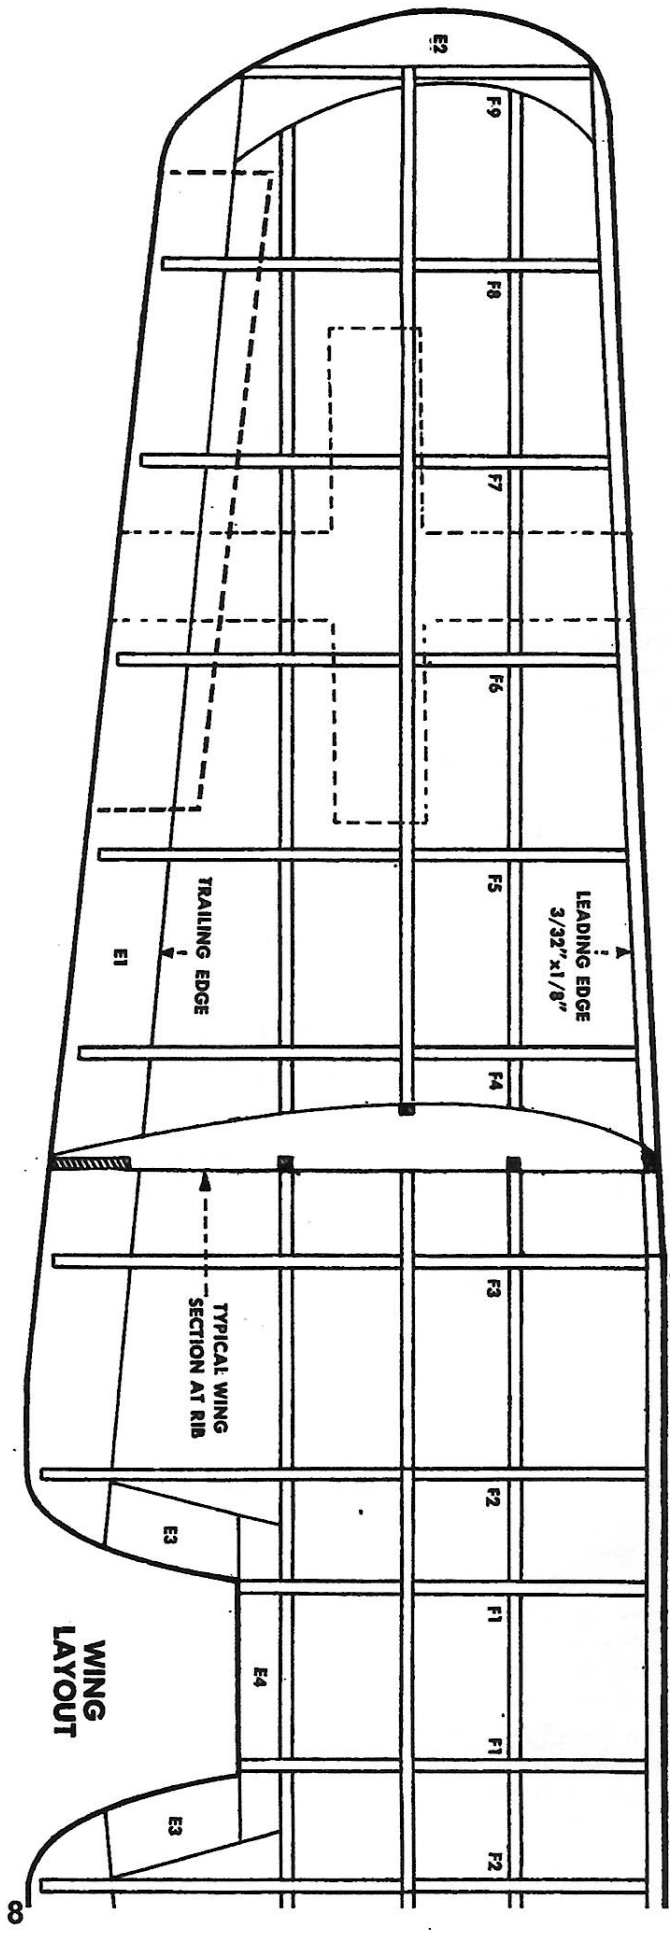 E2
F9
F8
F7
F6
F5
F4
F3
F2
F1
F1
F2
LEADING EDGE
3/32" x 1/8"
TRAILING EDGE
E1
TYPICAL WING
SECTION AT RIB
E3
E4
E3
WING
LAYOUT
8